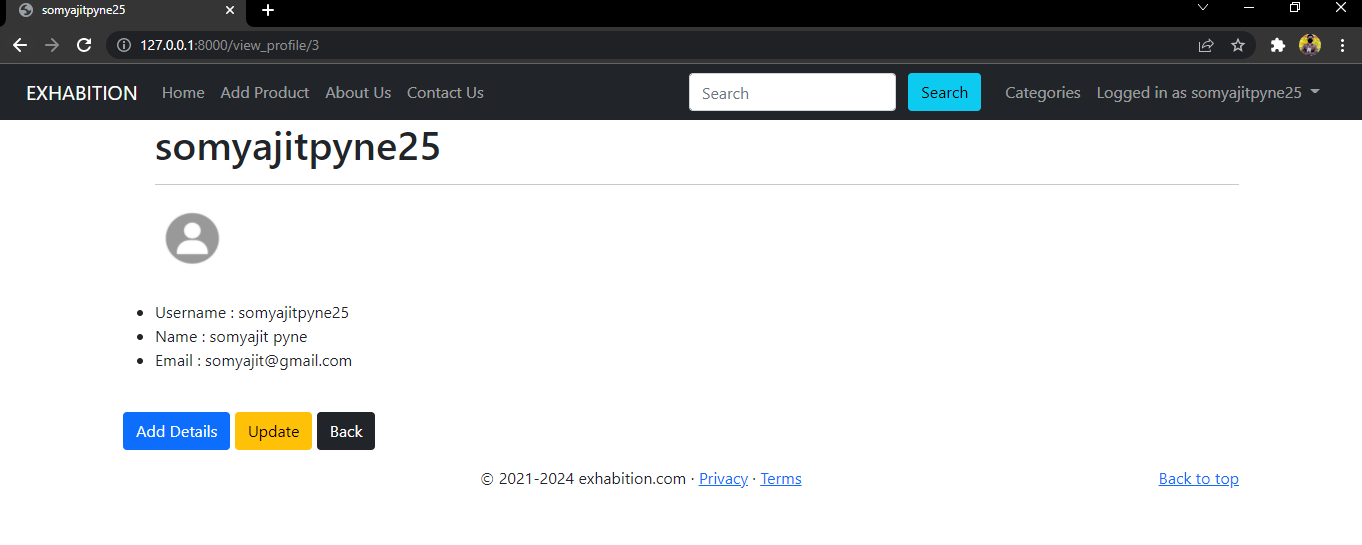 somyajitpyne25
127.0.0.1:8000/view_profile/3
EXHABITION Home Add Product About Us Contact Us Search Search Categories Logged in as somyajitpyne25
somyajitpyne25
Username : somyajitpyne25
Name : somyajit pyne
Email : somyajit@gmail.com
Add Details Update Back
© 2021-2024 exhabition.com · Privacy · Terms Back to top